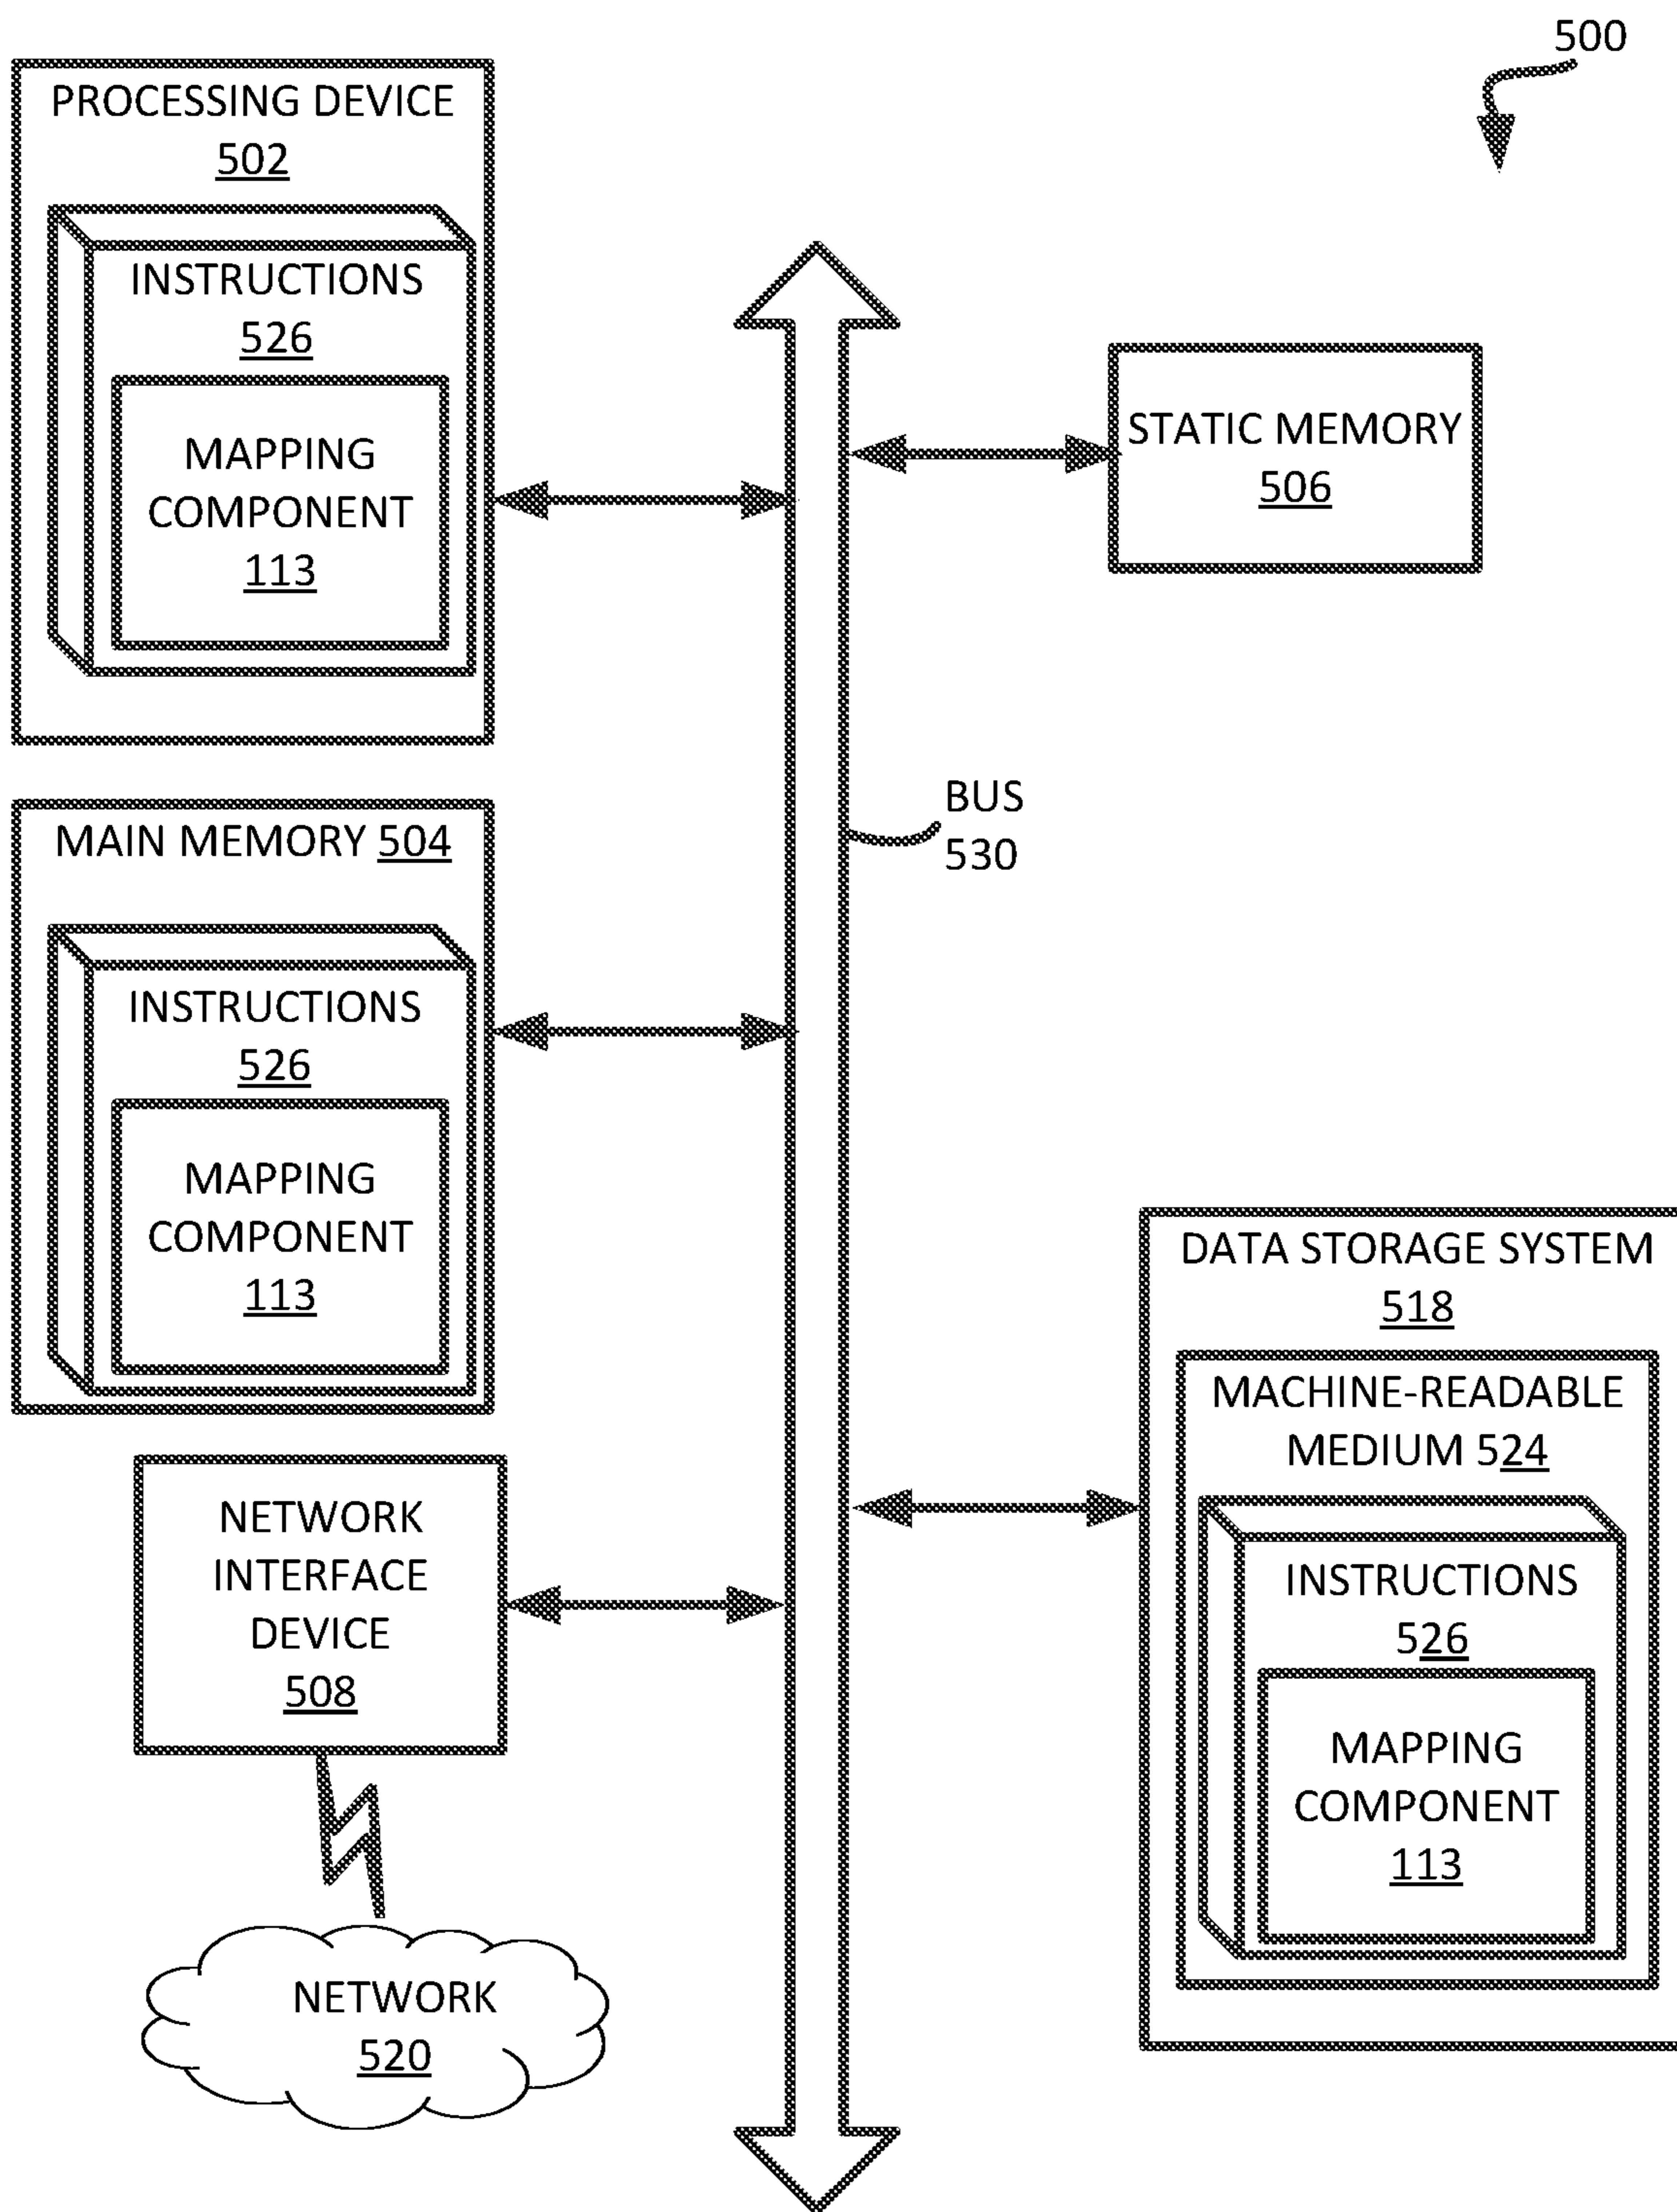 500
PROCESSING DEVICE
502
INSTRUCTIONS
526
MAPPING
COMPONENT
113
STATIC MEMORY
506
BUS
530
MAIN MEMORY 504
INSTRUCTIONS
526
MAPPING
COMPONENT
113
DATA STORAGE SYSTEM
518
MACHINE-READABLE
MEDIUM 524
INSTRUCTIONS
526
MAPPING
COMPONENT
113
NETWORK
INTERFACE
DEVICE
508
NETWORK
520